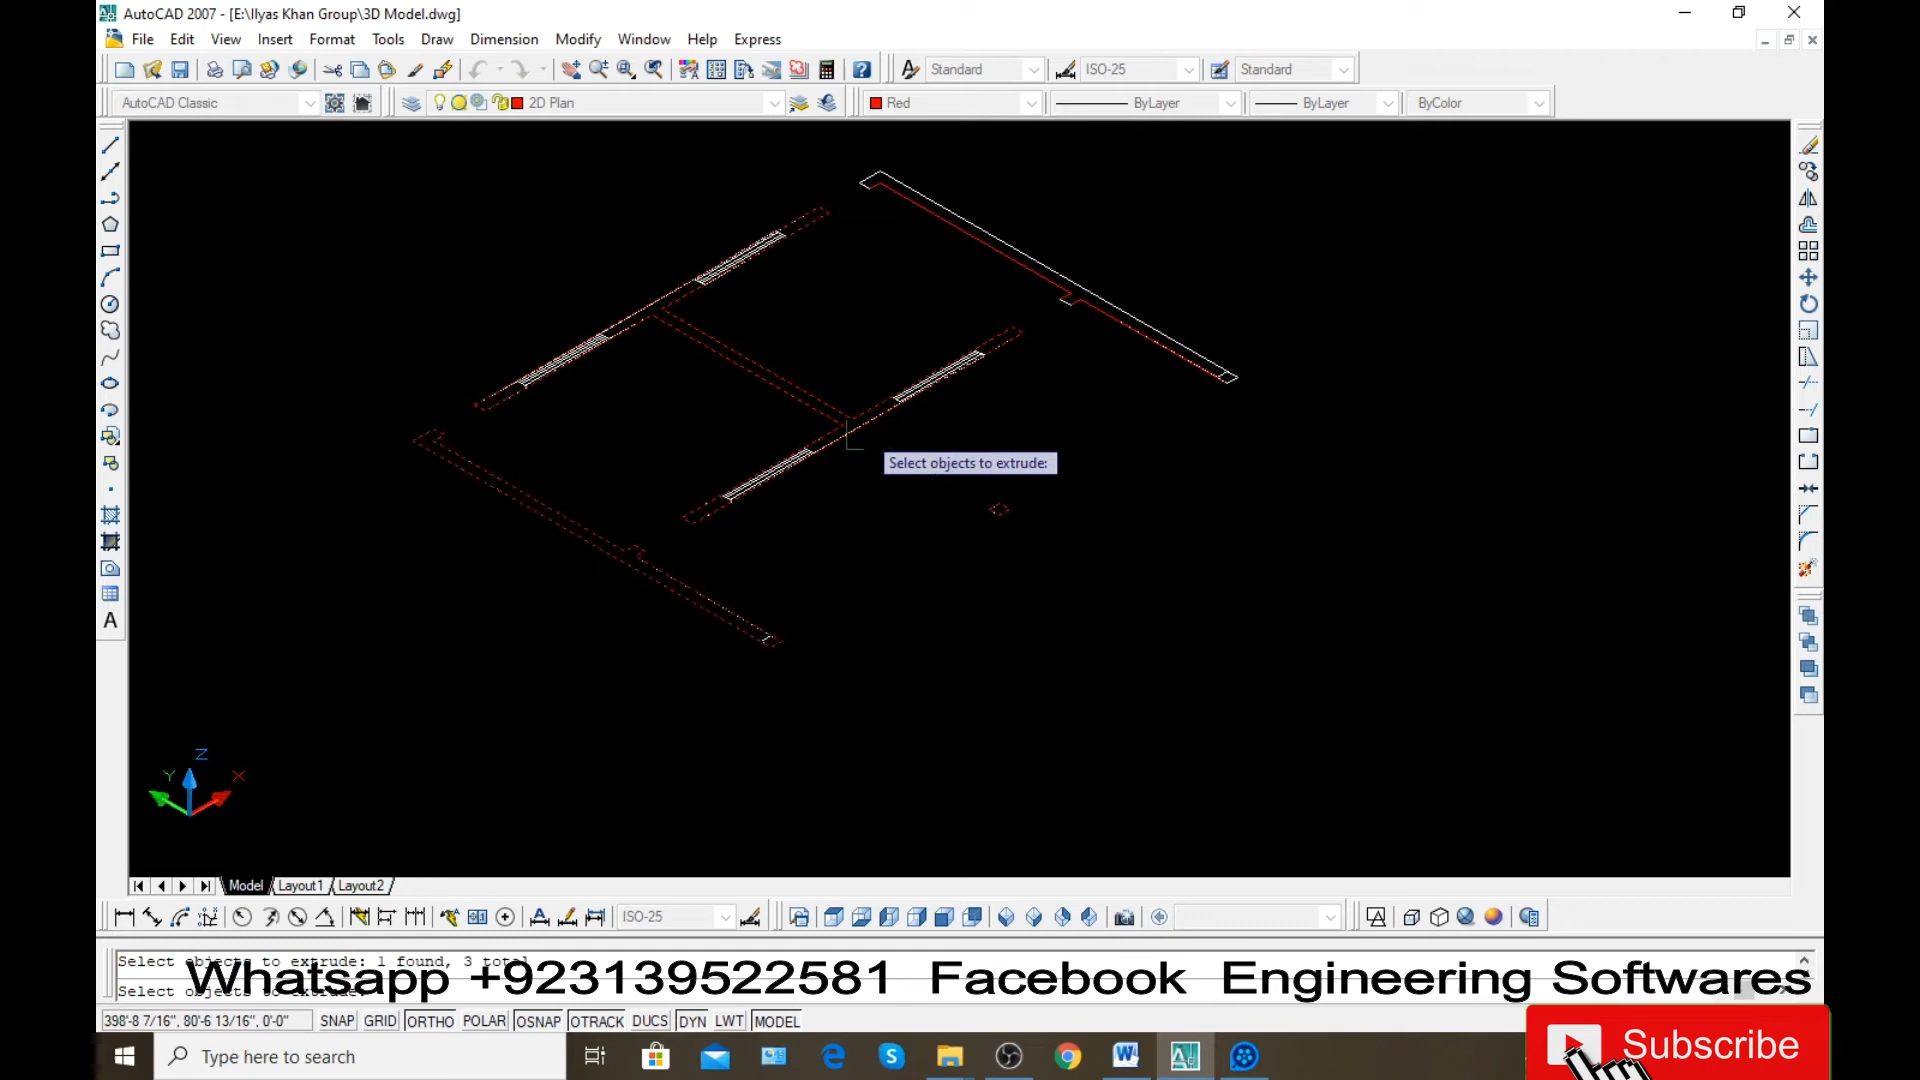 AutoCAD 2007 - [E:\Ilyas Khan Group\3D Model.dwg]
File Edit View Insert Format Tools Draw Dimension Modify Window Help Express
Standard ISO-25 Standard
AutoCAD Classic 2D Plan Red ByLayer ByLayer ByColor
Select objects to extrude:
Z
Y X
Model Layout1 Layout2
ISO-25
Select objects to extrude: 1 found, 3 total
Whatsapp +923139522581 Facebook Engineering Softwares
Select objects to extrude:
398'-8 7/16", 80'-6 13/16", 0'-0" SNAP GRID ORTHO POLAR OSNAP OTRACK DUCS DYN LWT MODEL
Subscribe
Type here to search